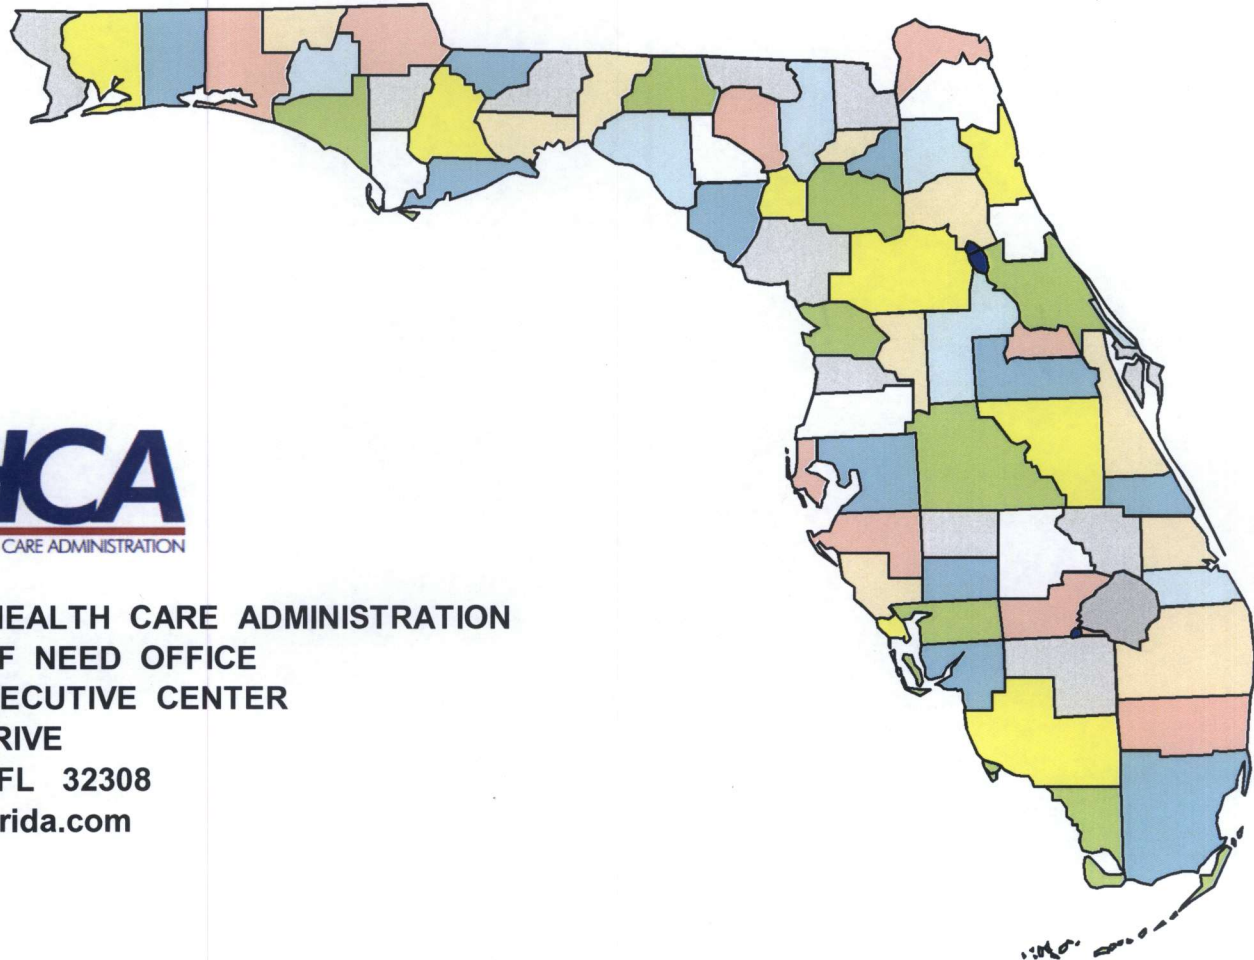 HCA
CARE ADMINISTRATION
HEALTH CARE ADMINISTRATION
F NEED OFFICE
ECUTIVE CENTER
RIVE
FL 32308
rida.com